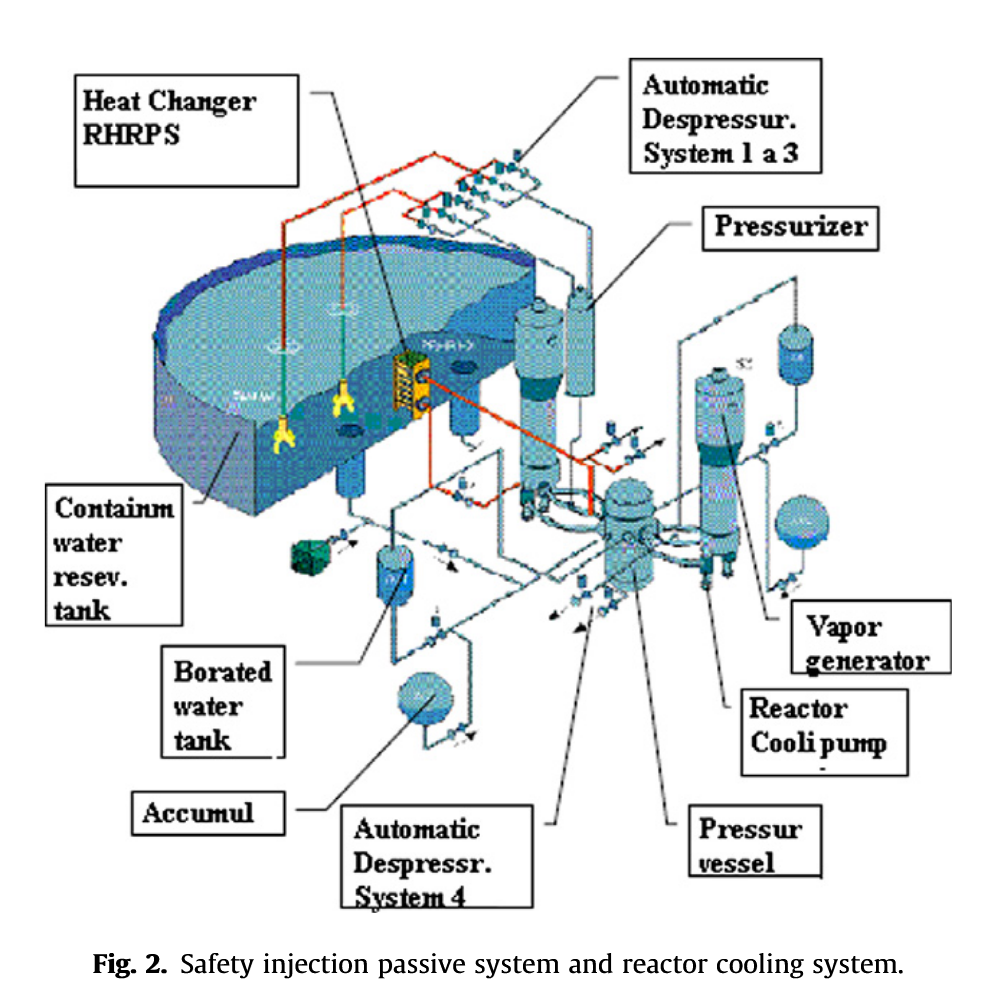 Heat Changer
RHRPS
Automatic
Despressur.
System 1 a 3
Pressurizer
Containm
water
resev.
tank
Borated
water
tank
Accumul
Automatic
Despressr.
System 4
Pressur
vessel
Reactor
Cooli pump
Vapor
generator
Fig. 2. Safety injection passive system and reactor cooling system.